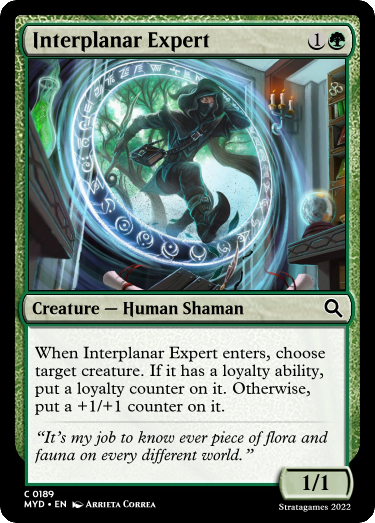 Interplanar Expert 1
Creature — Human Shaman
When Interplanar Expert enters, choose
target creature. If it has a loyalty ability,
put a loyalty counter on it. Otherwise,
put a +1/+1 counter on it.
“It’s my job to know ever piece of flora and
fauna on every different world.”
1/1
C 0189
MYD • EN Arrieta Correa
Stratagames 2022